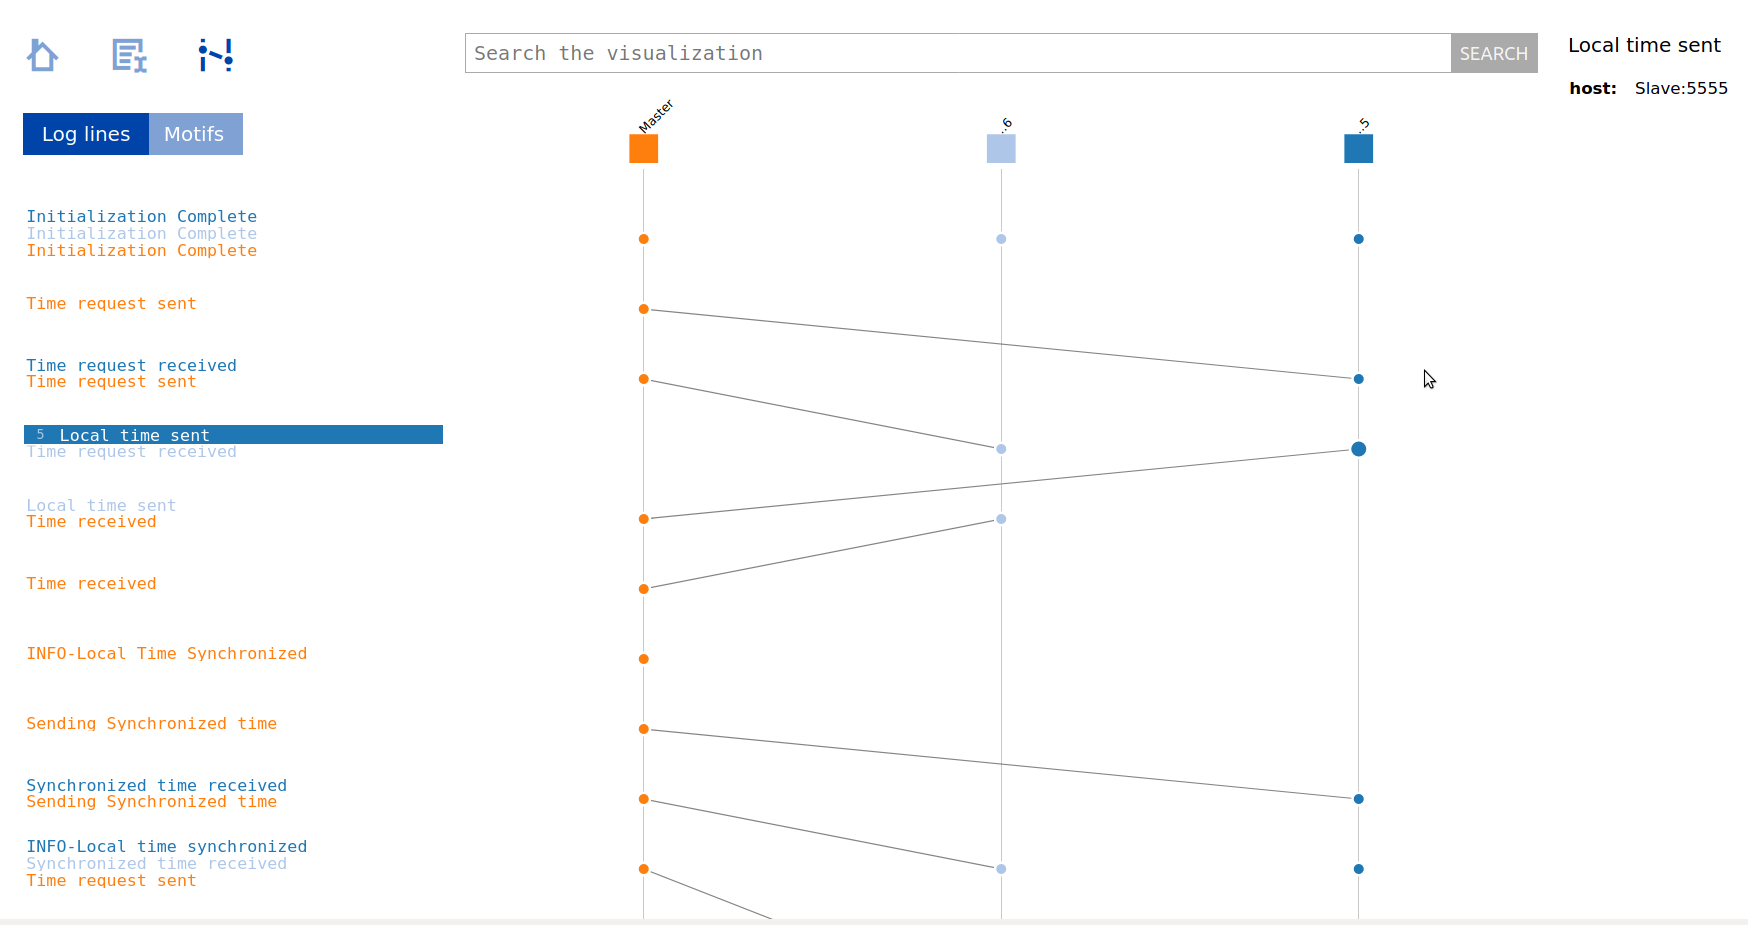 Search the visualization
SEARCH
Local time sent
host: Slave:5555
Log lines
Motifs
Master
..6
..5
Initialization Complete
Initialization Complete
Initialization Complete
Time request sent
Time request received
Time request sent
5 Local time sent
Time request received
Local time sent
Time received
Time received
INFO-Local Time Synchronized
Sending Synchronized time
Synchronized time received
Sending Synchronized time
INFO-Local time synchronized
Synchronized time received
Time request sent